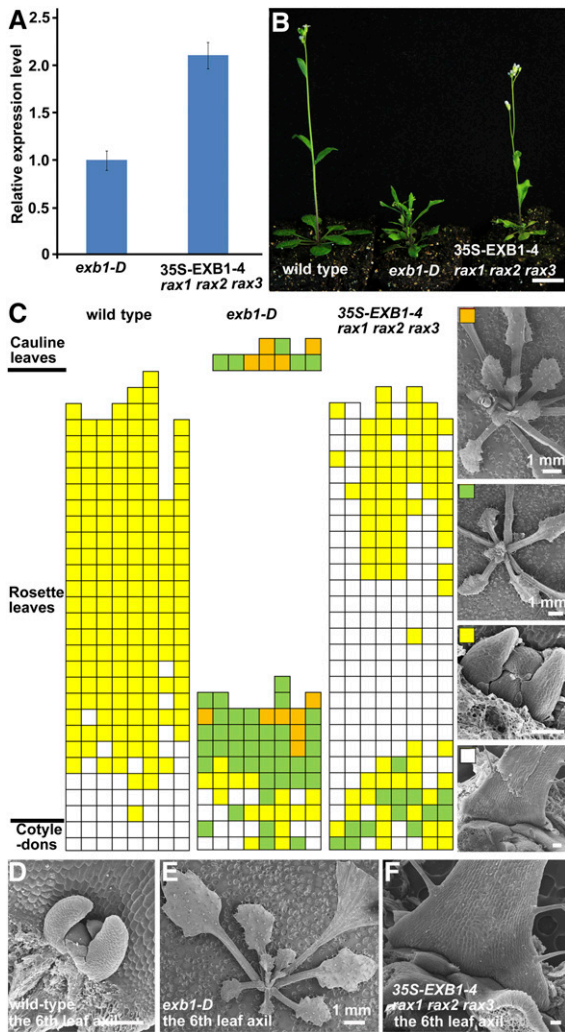 A
Relative expression level
2.5
2.0
1.5
1.0
0.5
0
exb1-D
35S-EXB1-4
rax1 rax2 rax3
B
wild type
exb1-D
35S-EXB1-4
rax1 rax2 rax3
C
wild type
exb1-D
35S-EXB1-4
rax1 rax2 rax3
Cauline
leaves
Rosette
leaves
Cotyle
-dons
1 mm
1 mm
D
wild-type
the 6th leaf axil
E
exb1-D
the 6th leaf axil
1 mm
F
35S-EXB1-4
rax1 rax2 rax3
the 6th leaf axil